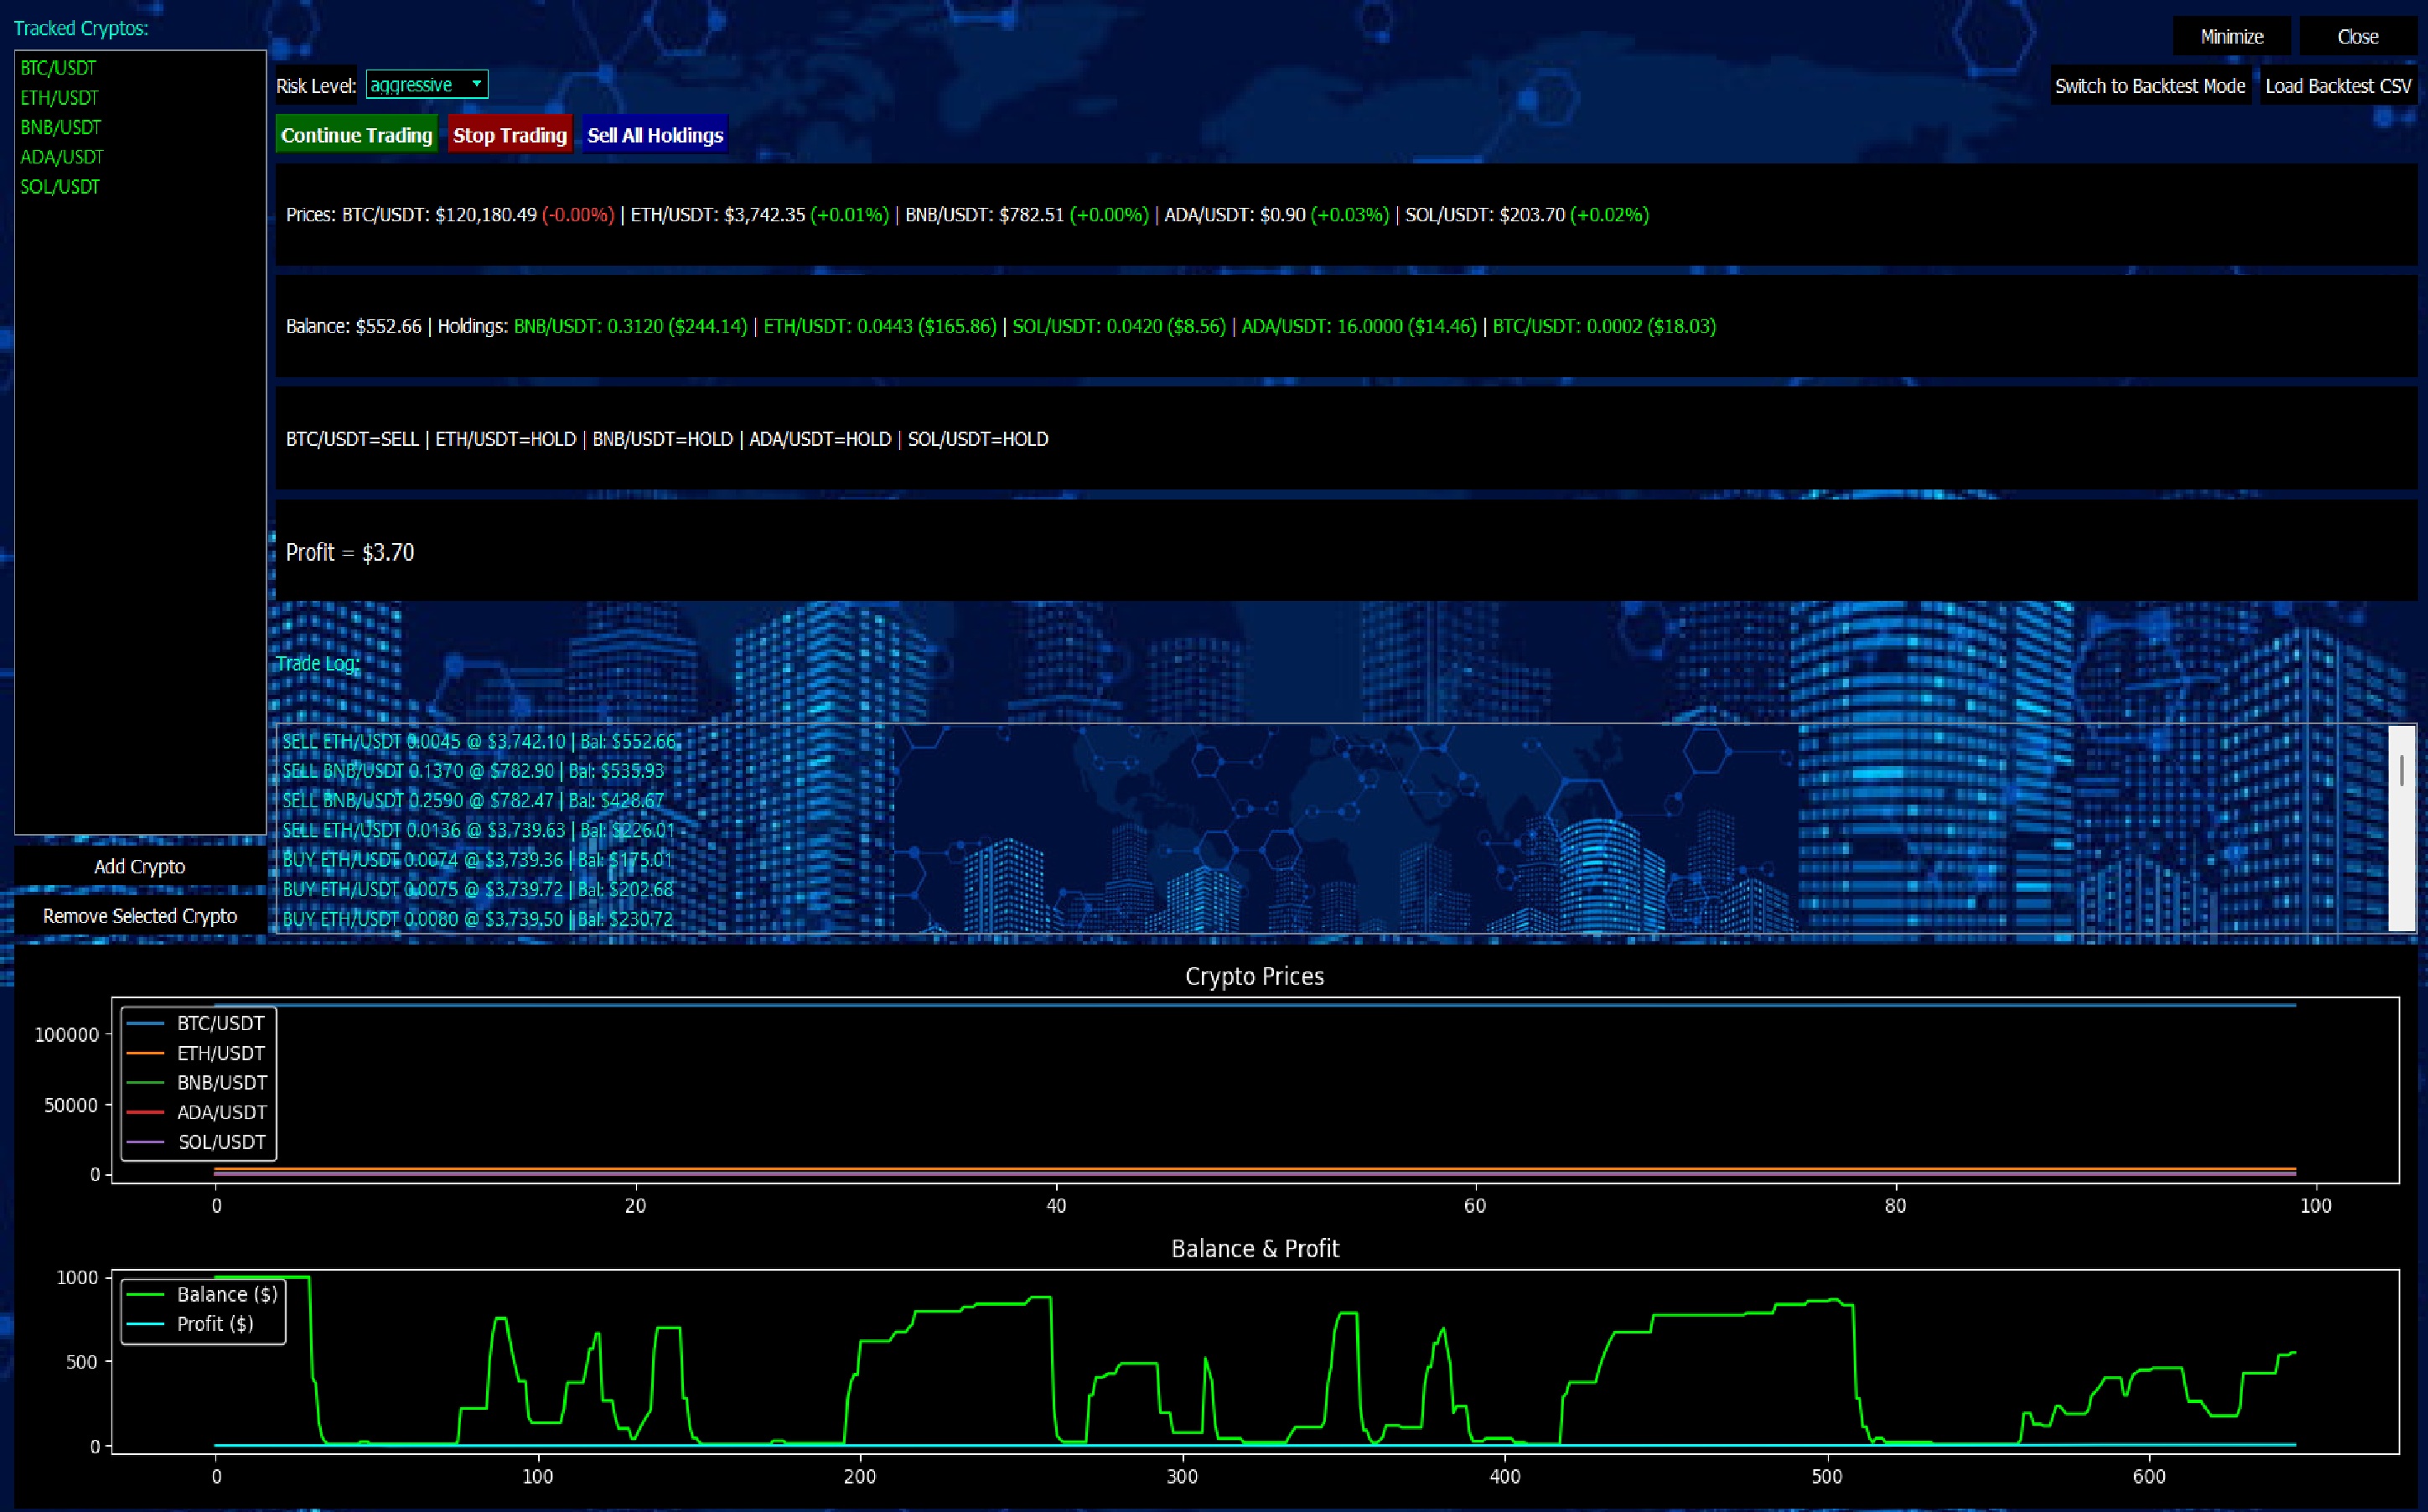 Tracked Cryptos:
BTC/USDT
ETH/USDT
BNB/USDT
ADA/USDT
SOL/USDT
Add Crypto
Remove Selected Crypto
Minimize Close
Risk Level: aggressive
Switch to Backtest Mode Load Backtest CSV
Continue Trading Stop Trading Sell All Holdings
Prices: BTC/USDT: $120,180.49 (-0.00%) | ETH/USDT: $3,742.35 (+0.01%) | BNB/USDT: $782.51 (+0.00%) | ADA/USDT: $0.90 (+0.03%) | SOL/USDT: $203.70 (+0.02%)
Balance: $552.66 | Holdings: BNB/USDT: 0.3120 ($244.14) | ETH/USDT: 0.0443 ($165.86) | SOL/USDT: 0.0420 ($8.56) | ADA/USDT: 16.0000 ($14.46) | BTC/USDT: 0.0002 ($18.03)
BTC/USDT=SELL | ETH/USDT=HOLD | BNB/USDT=HOLD | ADA/USDT=HOLD | SOL/USDT=HOLD
Profit = $3.70
Trade Log:
SELL ETH/USDT 0.0045 @ $3,742.10 | Bal: $552.66
SELL BNB/USDT 0.1370 @ $782.90 | Bal: $535.93
SELL BNB/USDT 0.2590 @ $782.47 | Bal: $428.67
SELL ETH/USDT 0.0136 @ $3,739.63 | Bal: $226.01
BUY ETH/USDT 0.0074 @ $3,739.36 | Bal: $175.01
BUY ETH/USDT 0.0075 @ $3,739.72 | Bal: $202.68
BUY ETH/USDT 0.0080 @ $3,739.50 | Bal: $230.72
Crypto Prices
100000
50000
0
BTC/USDT
ETH/USDT
BNB/USDT
ADA/USDT
SOL/USDT
0 20 40 60 80 100
Balance & Profit
1000
500
0
Balance ($)
Profit ($)
0 100 200 300 400 500 600